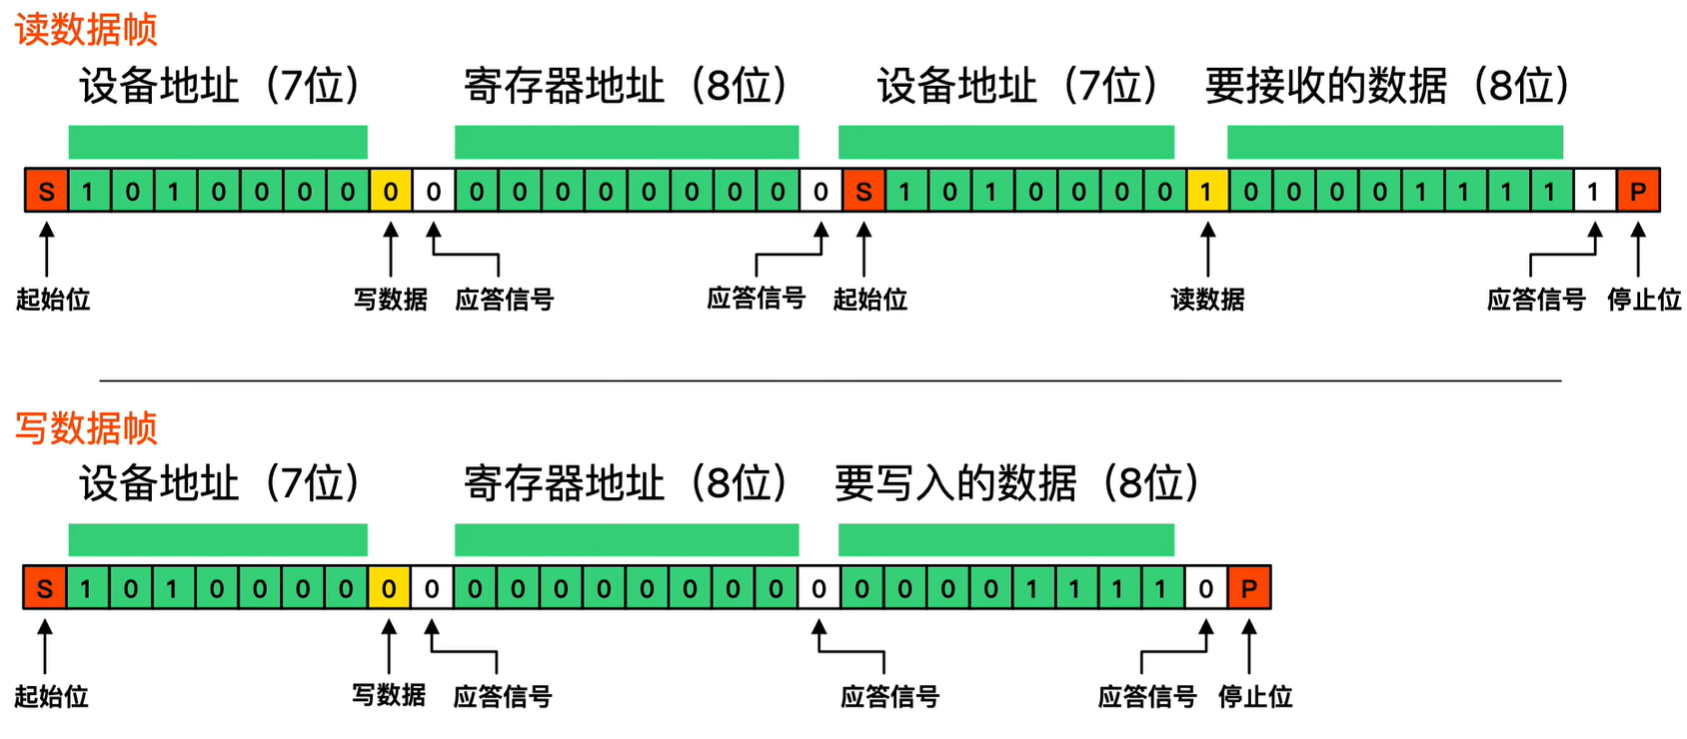 读数据帧
设备地址（7位） 寄存器地址（8位） 设备地址（7位） 要接收的数据（8位）
S 1 0 1 0 0 0 0 0 0 0 0 0 0 0 0 0 0 0 S 1 0 1 0 0 0 0 1 0 0 0 0 1 1 1 1 1 P
起始位 写数据 应答信号 应答信号 起始位 读数据 应答信号 停止位
写数据帧
设备地址（7位） 寄存器地址（8位） 要写入的数据（8位）
S 1 0 1 0 0 0 0 0 0 0 0 0 0 0 0 0 0 0 0 0 0 0 1 1 1 1 0 P
起始位 写数据 应答信号 应答信号 应答信号 停止位